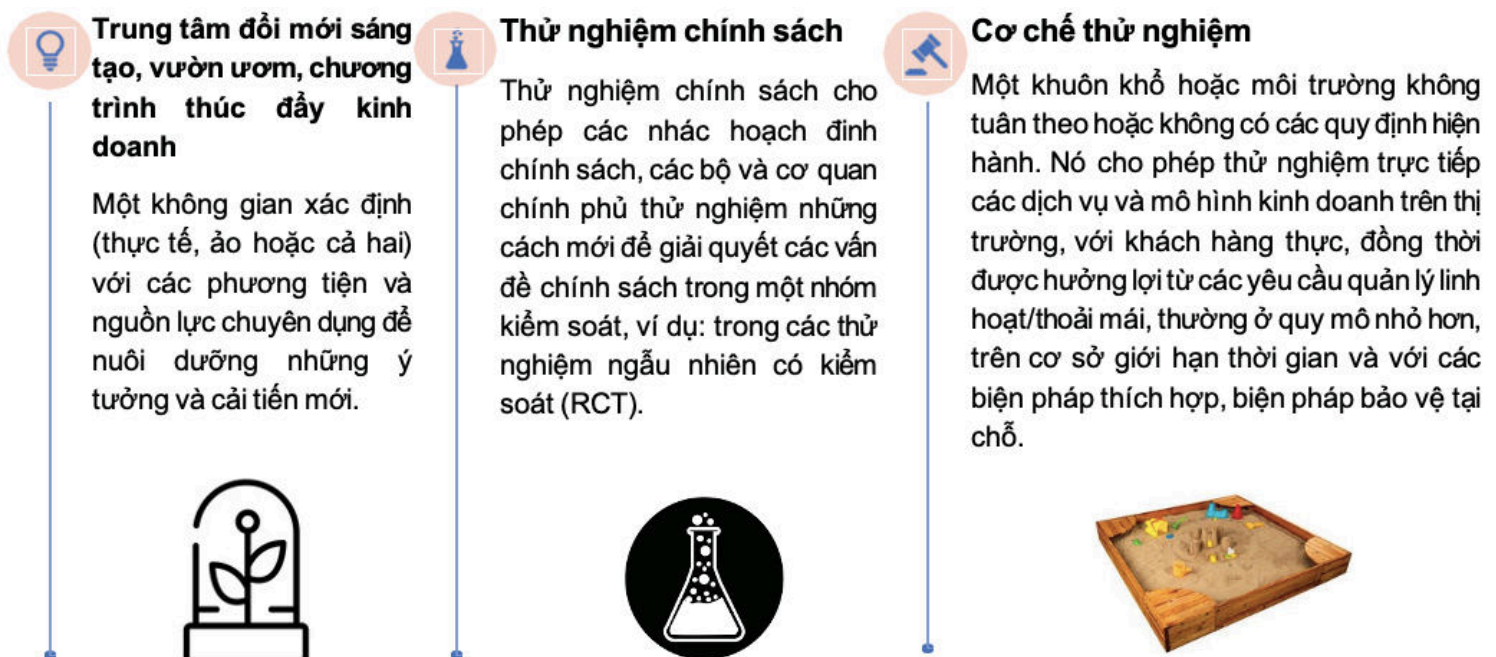 Trung tâm đổi mới sáng
tạo, vườn ươm, chương
trình thúc đẩy kinh
doanh
Một không gian xác định
(thực tế, ảo hoặc cả hai)
với các phương tiện và
nguồn lực chuyên dụng để
nuôi dưỡng những ý
tưởng và cải tiến mới.
Thử nghiệm chính sách
Thử nghiệm chính sách cho
phép các nhác hoạch đinh
chính sách, các bộ và cơ quan
chính phủ thử nghiệm những
cách mới để giải quyết các vấn
đề chính sách trong một nhóm
kiểm soát, ví dụ: trong các thử
nghiệm ngẫu nhiên có kiểm
soát (RCT).
Cơ chế thử nghiệm
Một khuôn khổ hoặc môi trường không
tuân theo hoặc không có các quy định hiện
hành. Nó cho phép thử nghiệm trực tiếp
các dịch vụ và mô hình kinh doanh trên thị
trường, với khách hàng thực, đồng thời
được hưởng lợi từ các yêu cầu quản lý linh
hoạt/thoải mái, thường ở quy mô nhỏ hơn,
trên cơ sở giới hạn thời gian và với các
biện pháp thích hợp, biện pháp bảo vệ tại
chỗ.